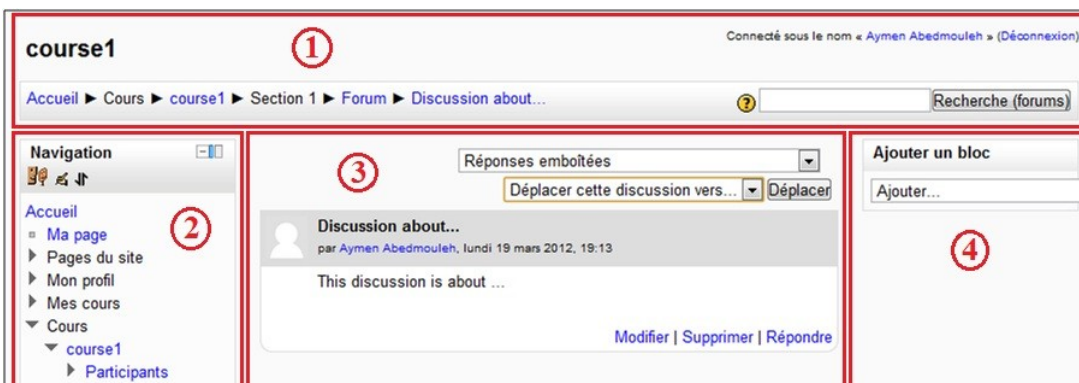 course1
1
Connecté sous le nom « Aymen Abedmouleh » (Déconnexion)
Accueil ► Cours ► course1 ► Section 1 ► Forum ► Discussion about...
?
Recherche (forums)
Navigation
2
Accueil
Ma page
Pages du site
Mon profil
Mes cours
Cours
course1
Participants
3
Réponses emboîtées
Déplacer cette discussion vers... Déplacer
Discussion about...
par Aymen Abedmouleh, lundi 19 mars 2012, 19:13
This discussion is about ...
Modifier | Supprimer | Répondre
Ajouter un bloc
Ajouter...
4